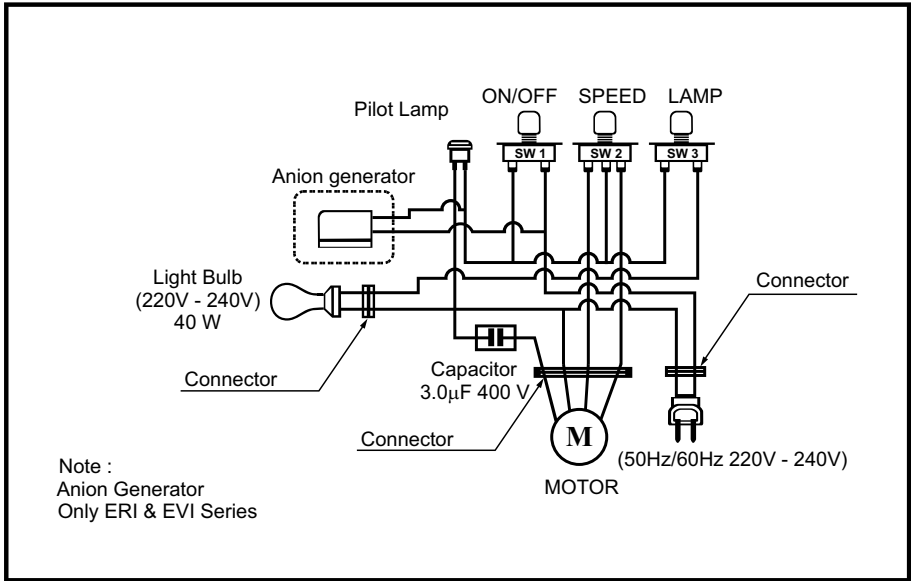 ON/OFF SPEED LAMP
Pilot Lamp
SW 1 SW 2 SW 3
Anion generator
Light Bulb
(220V - 240V)
40 W
Connector
Connector
Capacitor
3.0μF 400 V
Connector
M
(50Hz/60Hz 220V - 240V)
MOTOR
Note :
Anion Generator
Only ERI & EVI Series